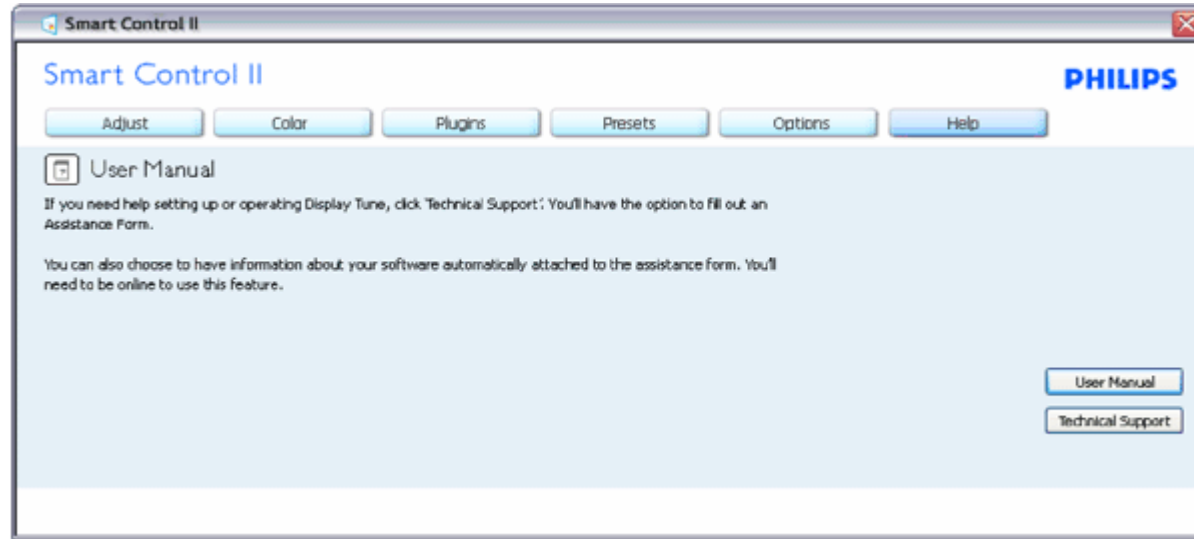 Smart Control II
Smart Control II
PHILIPS
Adjust Color Plugins Presets Options Help
User Manual
If you need help setting up or operating Display Tune, click 'Technical Support'. You'll have the option to fill out an
Assistance Form.
You can also choose to have information about your software automatically attached to the assistance form. You'll
need to be online to use this feature.
User Manual
Technical Support